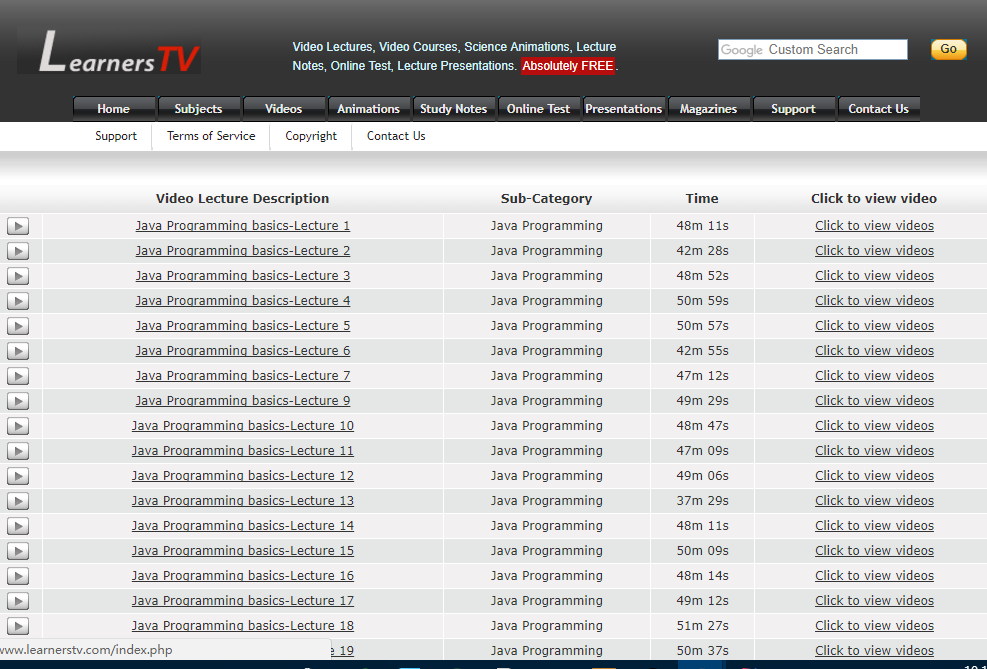 LearnersTV
Video Lectures, Video Courses, Science Animations, Lecture
Notes, Online Test, Lecture Presentations. Absolutely FREE.
Google Custom Search
Go
Home Subjects Videos Animations Study Notes Online Test Presentations Magazines Support Contact Us
Support Terms of Service Copyright Contact Us
Video Lecture Description Sub-Category Time Click to view video
Java Programming basics-Lecture 1 Java Programming 48m 11s Click to view videos
Java Programming basics-Lecture 2 Java Programming 42m 28s Click to view videos
Java Programming basics-Lecture 3 Java Programming 48m 52s Click to view videos
Java Programming basics-Lecture 4 Java Programming 50m 59s Click to view videos
Java Programming basics-Lecture 5 Java Programming 50m 57s Click to view videos
Java Programming basics-Lecture 6 Java Programming 42m 55s Click to view videos
Java Programming basics-Lecture 7 Java Programming 47m 12s Click to view videos
Java Programming basics-Lecture 9 Java Programming 49m 29s Click to view videos
Java Programming basics-Lecture 10 Java Programming 48m 47s Click to view videos
Java Programming basics-Lecture 11 Java Programming 47m 09s Click to view videos
Java Programming basics-Lecture 12 Java Programming 49m 06s Click to view videos
Java Programming basics-Lecture 13 Java Programming 37m 29s Click to view videos
Java Programming basics-Lecture 14 Java Programming 48m 11s Click to view videos
Java Programming basics-Lecture 15 Java Programming 50m 09s Click to view videos
Java Programming basics-Lecture 16 Java Programming 48m 14s Click to view videos
Java Programming basics-Lecture 17 Java Programming 49m 12s Click to view videos
Java Programming basics-Lecture 18 Java Programming 51m 27s Click to view videos
www.learnerstv.com/index.php e 19 Java Programming 50m 37s Click to view videos